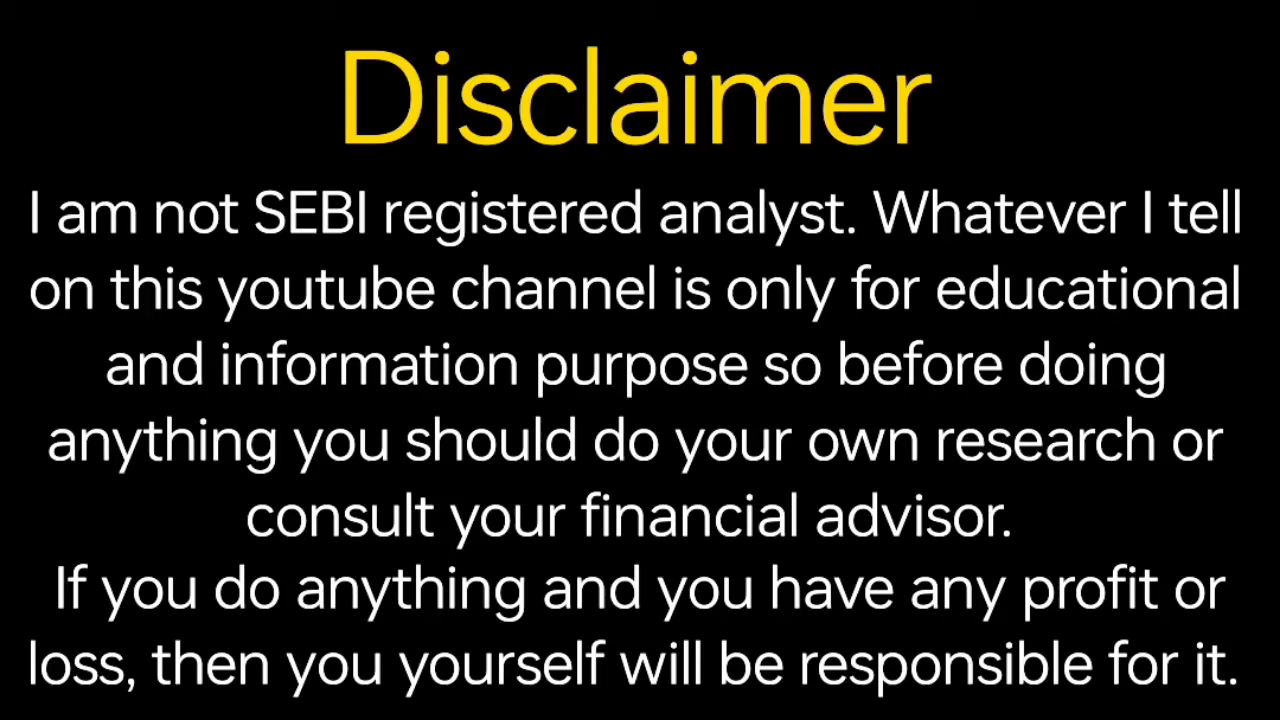 Disclaimer
I am not SEBI registered analyst. Whatever I tell
on this youtube channel is only for educational
and information purpose so before doing
anything you should do your own research or
consult your financial advisor.
If you do anything and you have any profit or
loss, then you yourself will be responsible for it.